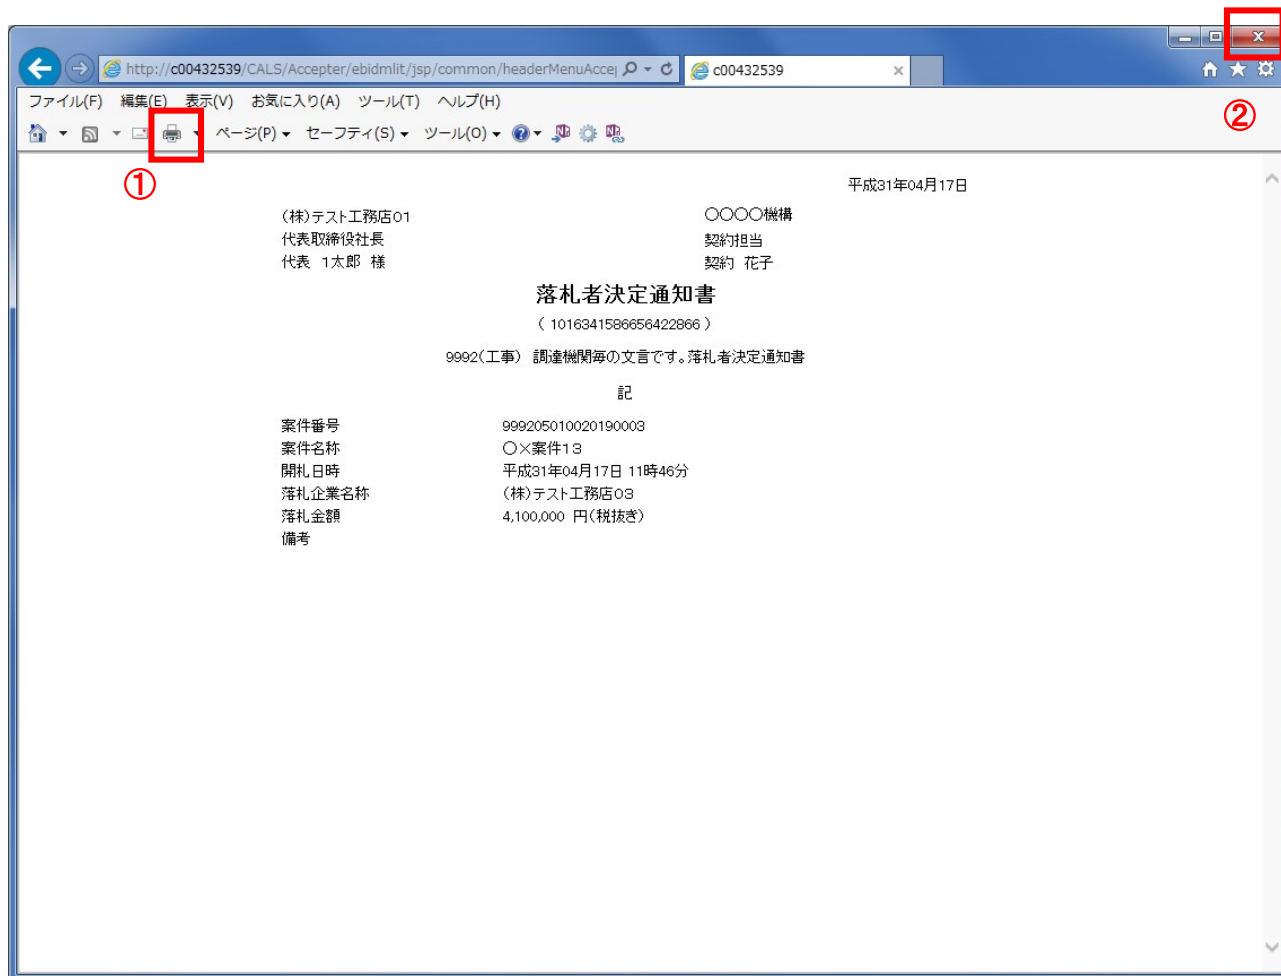 http://c00432539/CALS/Accepter/ebidmlit/jsp/common/headerMenuAccep
c00432539
ファイル(F) 編集(E) 表示(V) お気に入り(A) ツール(T) ヘルプ(H)
②
ページ(P) セーフティ(S) ツール(O)
①
平成31年04月17日
(株)テスト工務店01
〇〇〇〇機構
代表取締役社長
契約担当
代表 1太郎 様
契約 花子
落札者決定通知書
( 1016341586656422866 )
9992(工事) 調達機関毎の文言です。落札者決定通知書
記
案件番号 999205010020190003
案件名称 〇×案件13
開札日時 平成31年04月17日 11時46分
落札企業名称 (株)テスト工務店03
落札金額 4,100,000 円(税抜き)
備考